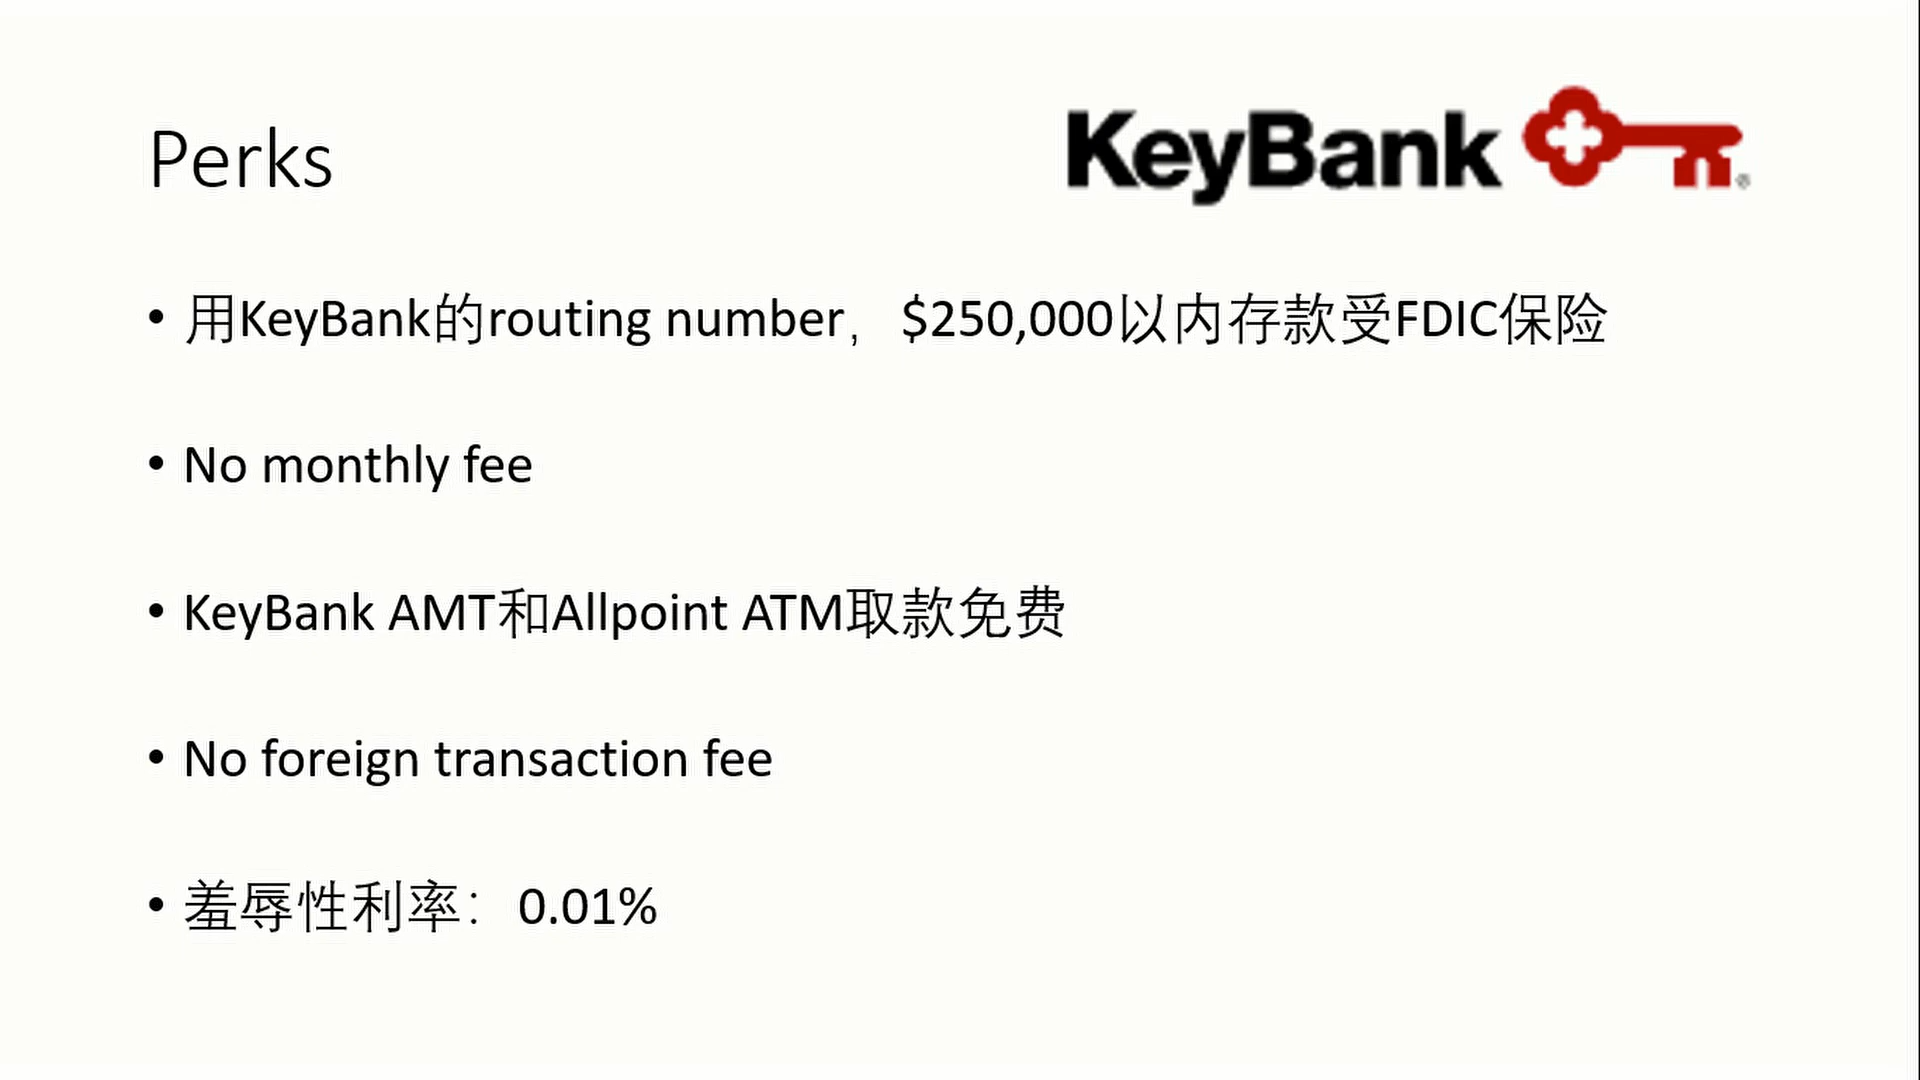 Perks
KeyBank
• 用KeyBank的routing number，$250,000以内存款受FDIC保险
• No monthly fee
• KeyBank AMT和Allpoint ATM取款免费
• No foreign transaction fee
• 羞辱性利率：0.01%